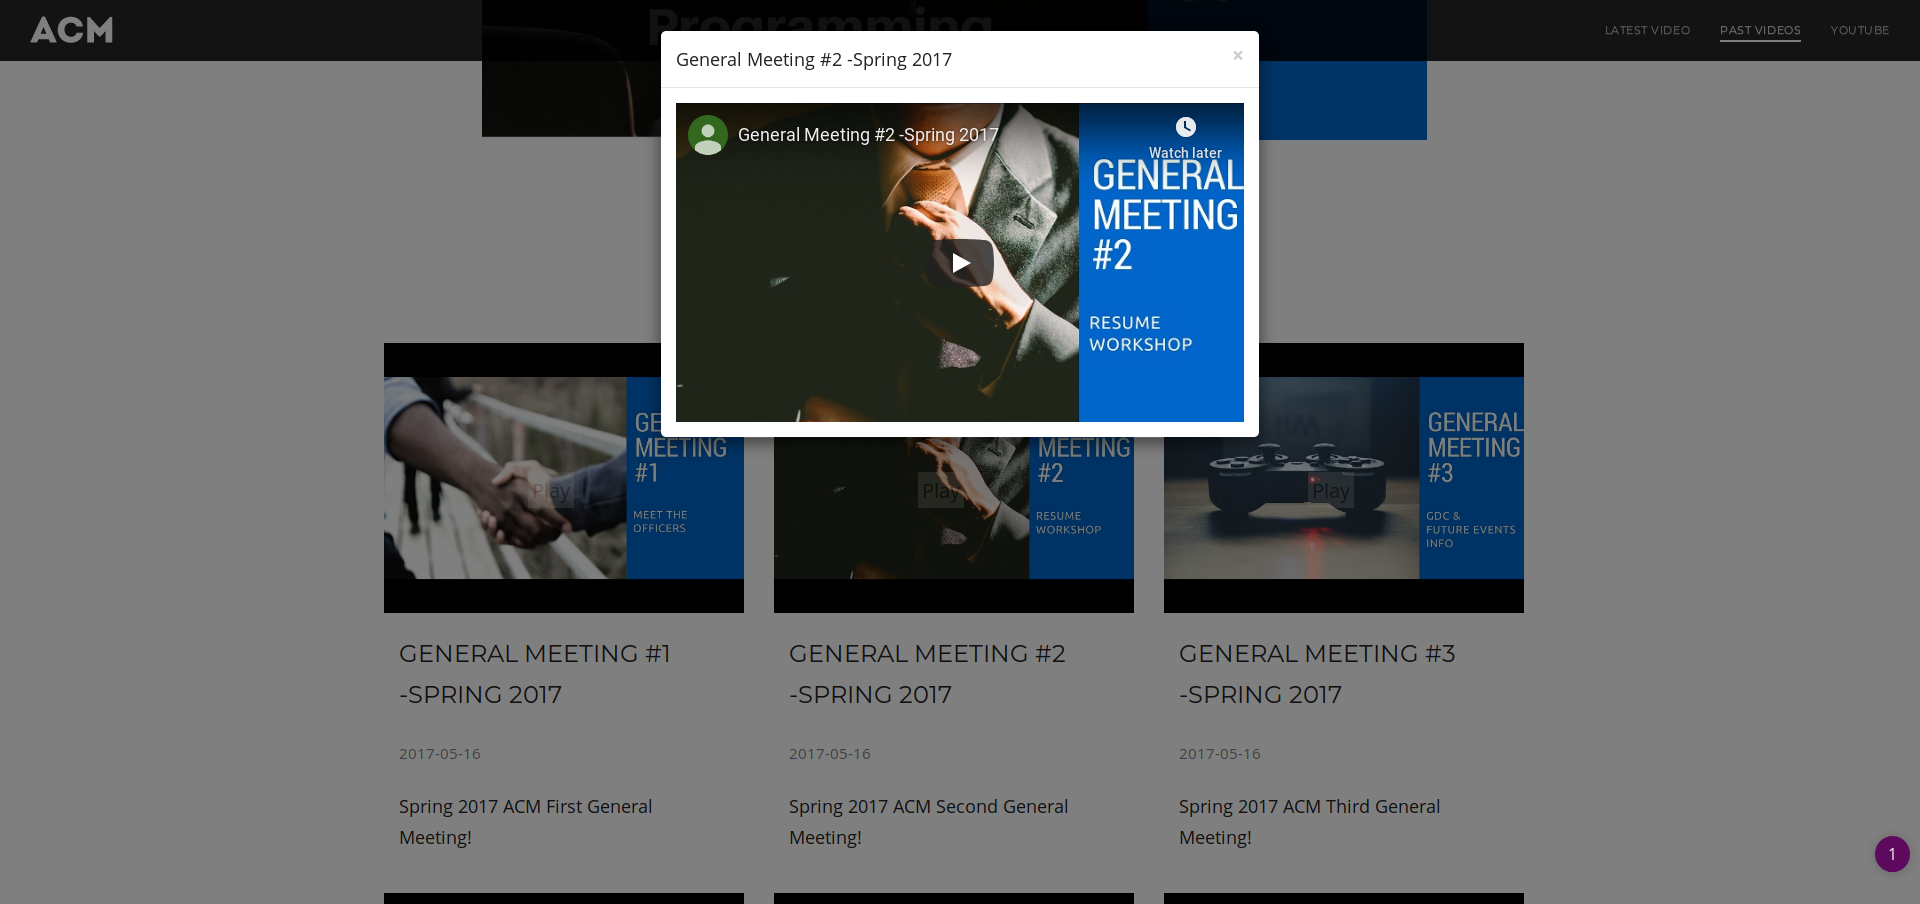 ACM
Programming
LATEST VIDEO
PAST VIDEOS
YOUTUBE
General Meeting #2 -Spring 2017
×
General Meeting #2 -Spring 2017
Watch later
GENERAL
MEETING
#2
RESUME
WORKSHOP
GE
MEETING
#1
MEET THE
OFFICERS
Play
MEETING
#2
RESUME
WORKSHOP
Play
GENERAL
MEETING
#3
GDC &
FUTURE EVENTS
INFO
Play
GENERAL MEETING #1
-SPRING 2017
2017-05-16
Spring 2017 ACM First General
Meeting!
GENERAL MEETING #2
-SPRING 2017
2017-05-16
Spring 2017 ACM Second General
Meeting!
GENERAL MEETING #3
-SPRING 2017
2017-05-16
Spring 2017 ACM Third General
Meeting!
1